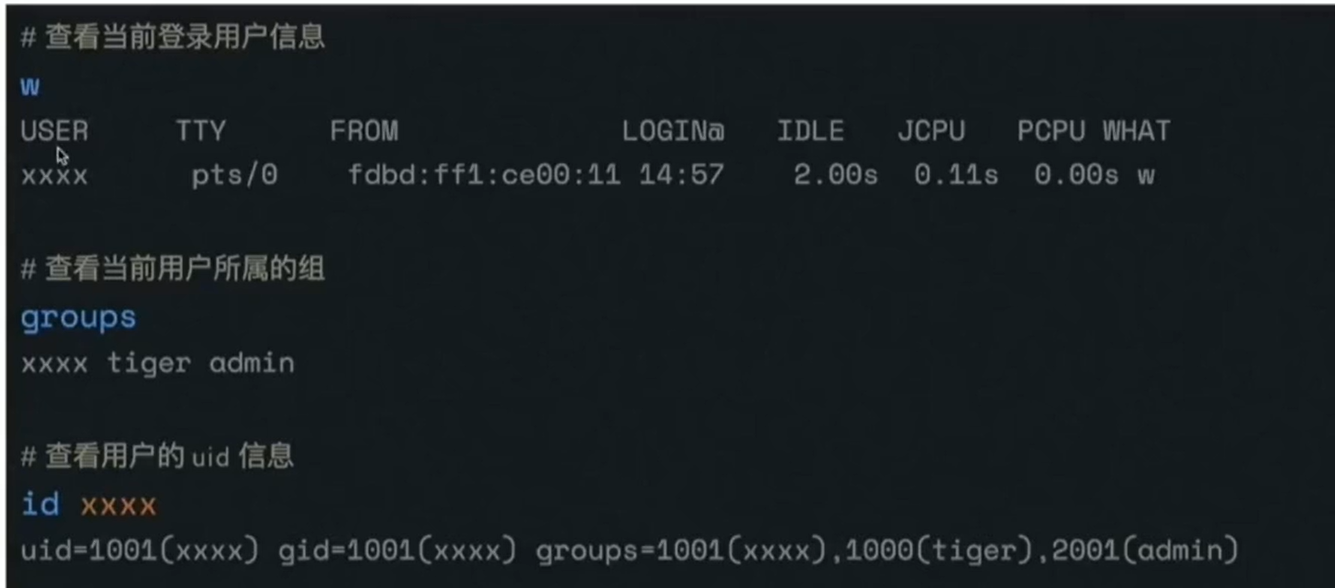 # 查看当前登录用户信息
w
USER TTY FROM LOGIN@ IDLE JCPU PCPU WHAT
xxxx pts/0 fdbd:ff1:ce00:11 14:57 2.00s 0.11s 0.00s w
# 查看当前用户所属的组
groups
xxxx tiger admin
# 查看用户的 uid 信息
id xxxx
uid=1001(xxxx) gid=1001(xxxx) groups=1001(xxxx),1000(tiger),2001(admin)